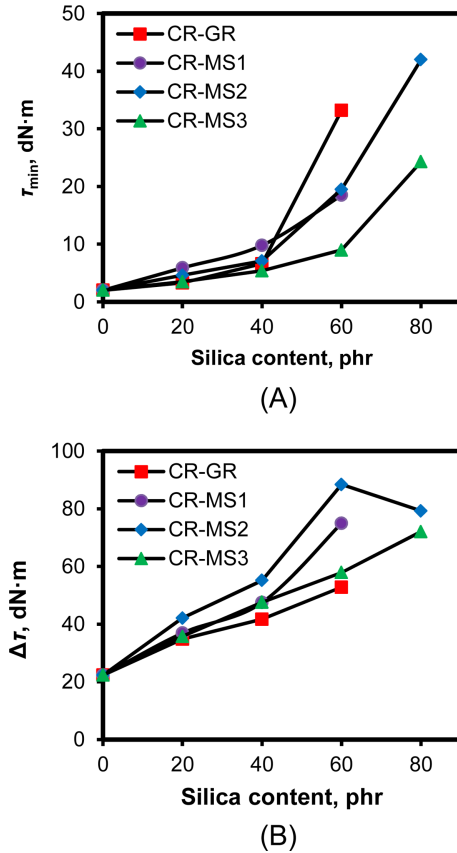 50
40
30
20
10
0
τmin, dN·m
CR-GR
CR-MS1
CR-MS2
CR-MS3
0 20 40 60 80
Silica content, phr
(A)
100
80
60
40
20
0
Δτ, dN·m
CR-GR
CR-MS1
CR-MS2
CR-MS3
0 20 40 60 80
Silica content, phr
(B)